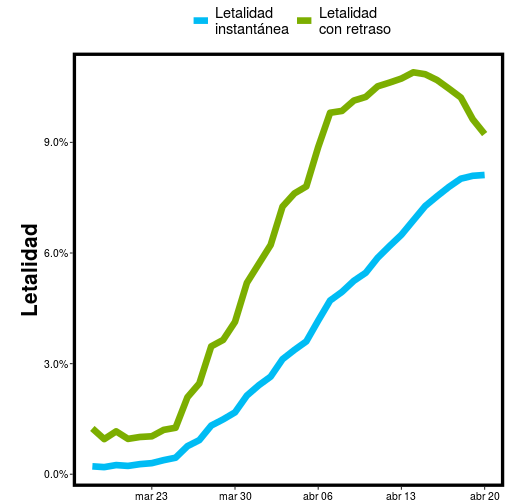 Letalidad
instantánea
Letalidad
con retraso
Letalidad
9.0%
6.0%
3.0%
0.0%
mar 23
mar 30
abr 06
abr 13
abr 20